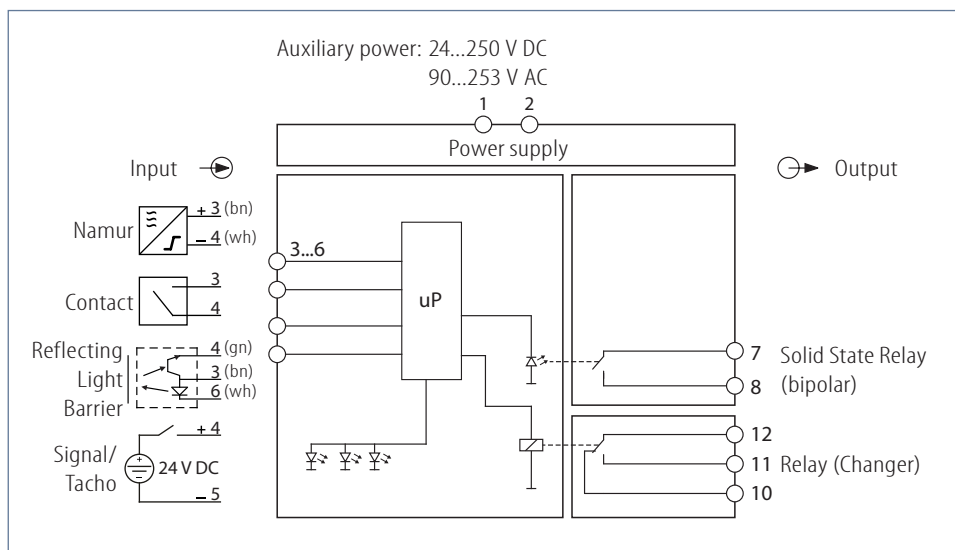 Auxiliary power: 24...250 V DC
90...253 V AC
1 2
Power supply
Input
Output
Namur
+ 3 (bn)
– 4 (wh)
3...6
uP
Contact
3
4
Reflecting
Light
Barrier
4 (gn)
3 (bn)
6 (wh)
Signal/
Tacho
+ 4
24 V DC
– 5
7
8
Solid State Relay
(bipolar)
12
11
10
Relay (Changer)